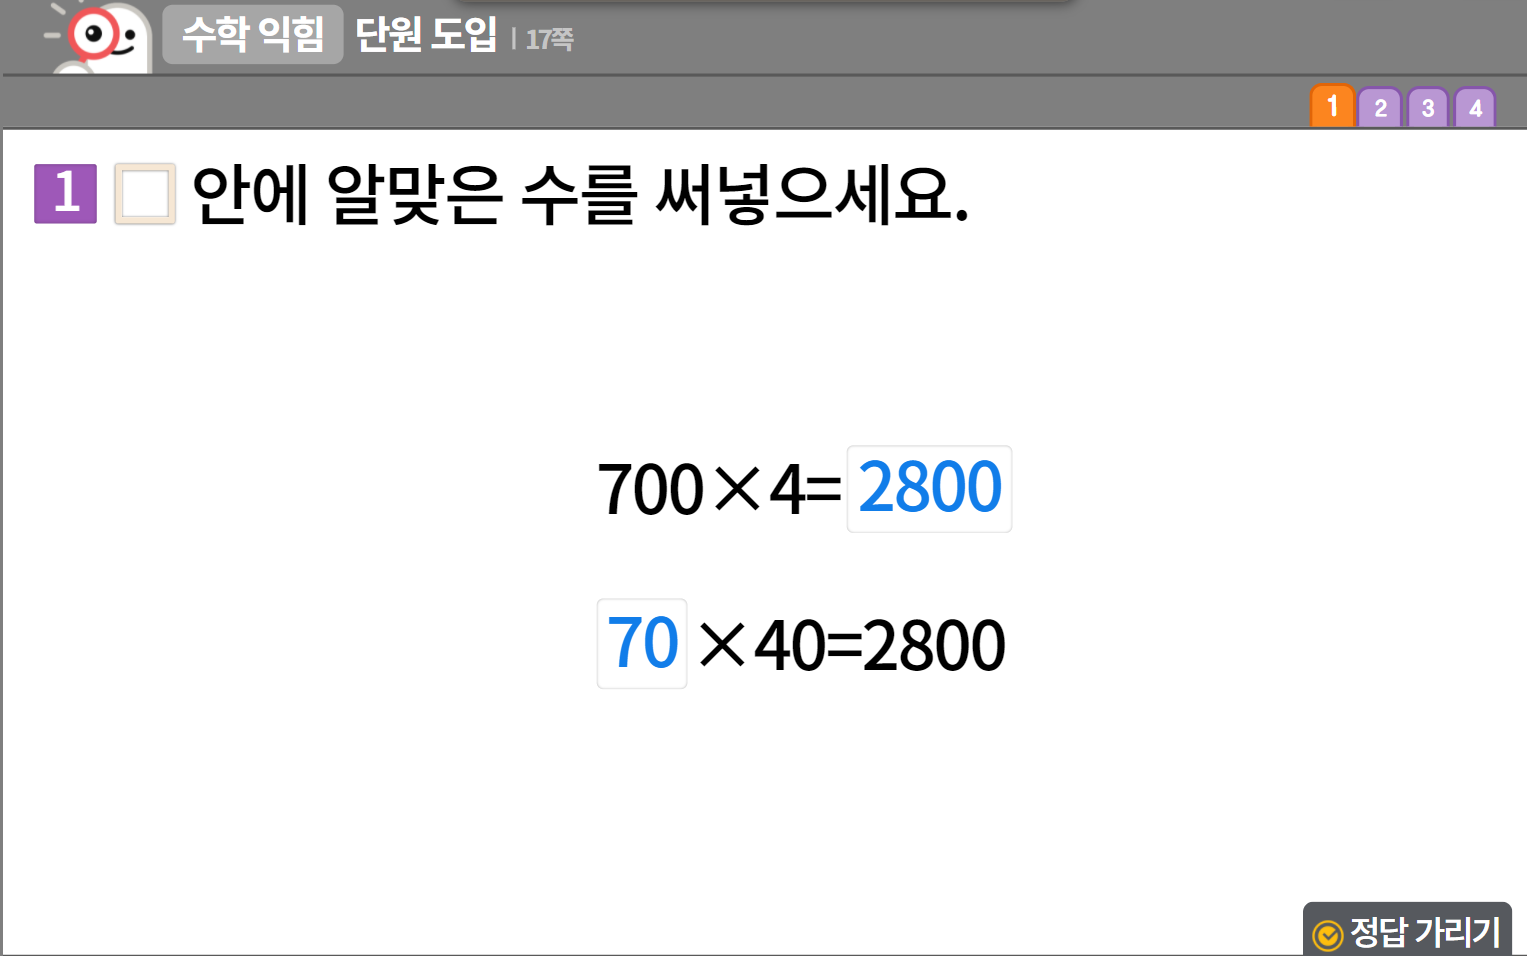 수학 익힘 단원 도입 | 17쪽
1 2 3 4
1 □ 안에 알맞은 수를 써넣으세요.
700×4=2800
70×40=2800
정답 가리기